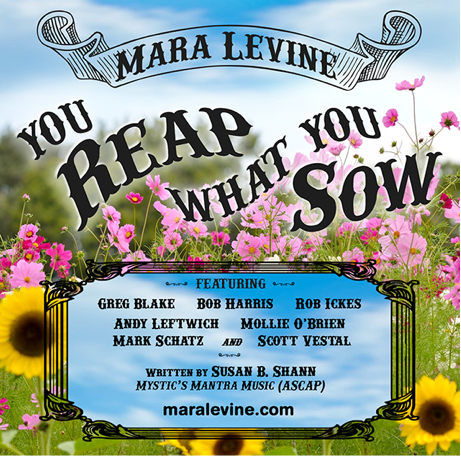 Mara Levine
You
Reap
What You
Sow
Featuring
Greg Blake Bob Harris Rob Ickes
Andy Leftwich Mollie O'Brien
Mark Schatz and Scott Vestal
Written by Susan B. Shann
Mystic's Mantra Music (ASCAP)
maralevine.com